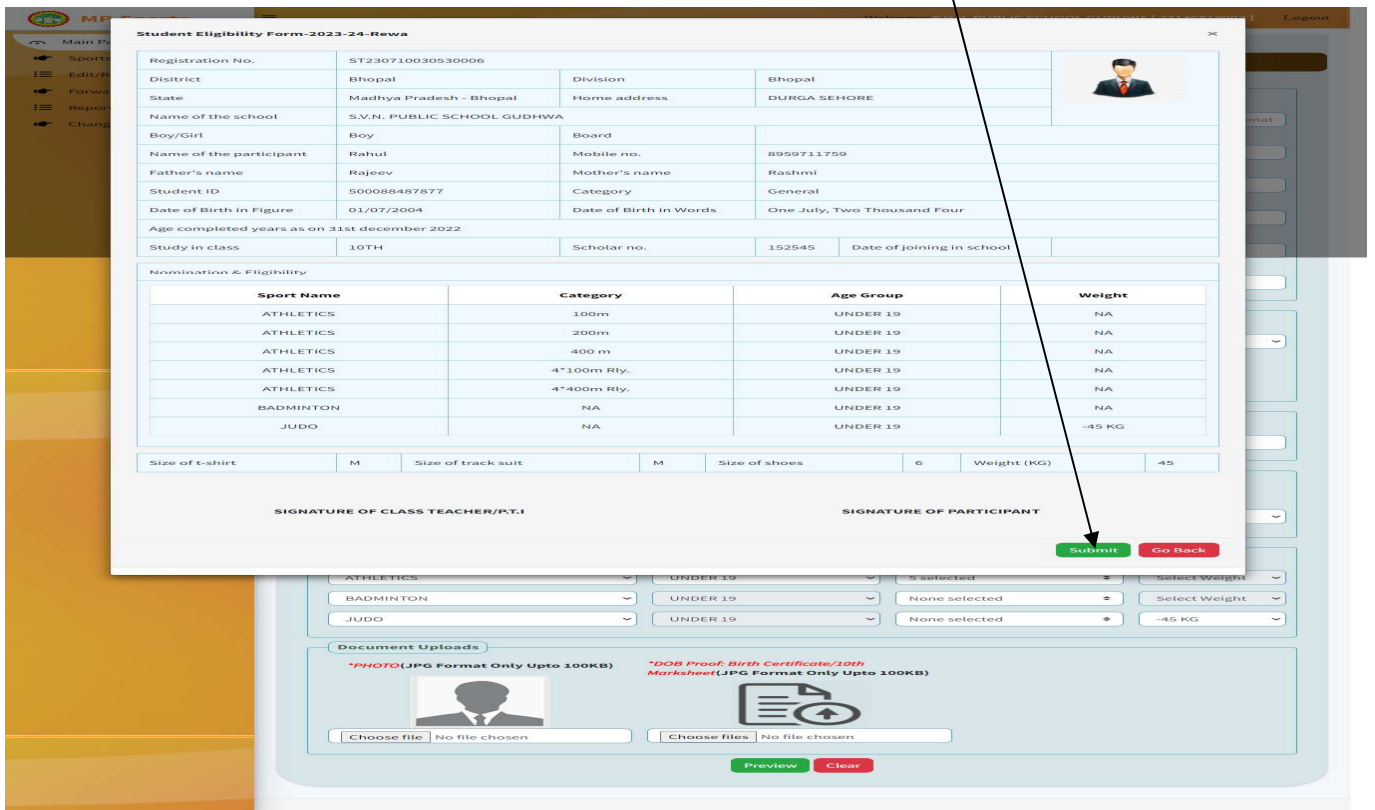 MP Sports
Logout
Main Pa
Student Eligibility Form-2023-24-Rewa
×
Sports
Edit/R
Forwa
Repor
Chang
Registration No. ST230710030530006
Disitrict Bhopal Division Bhopal
State Madhya Pradesh - Bhopal Home address DURGA SEHORE
Name of the school S.V.N. PUBLIC SCHOOL GUDHWA
Boy/Girl Boy Board
Name of the participant Rahul Mobile no. 8959711759
Father's name Rajeev Mother's name Rashmi
Student ID 500088487877 Category General
Date of Birth in Figure 01/07/2004 Date of Birth in Words One July, Two Thousand Four
Age completed years as on 31st december 2022
Study in class 10TH Scholar no. 152545 Date of joining in school
Nomination & Eligibility
Sport Name Category Age Group Weight
ATHLETICS 100m UNDER 19 NA
ATHLETICS 200m UNDER 19 NA
ATHLETICS 400 m UNDER 19 NA
ATHLETICS 4*100m Rly. UNDER 19 NA
ATHLETICS 4*400m Rly. UNDER 19 NA
BADMINTON NA UNDER 19 NA
JUDO NA UNDER 19 -45 KG
Size of t-shirt M Size of track suit M Size of shoes 6 Weight (KG) 45
SIGNATURE OF CLASS TEACHER/P.T.I SIGNATURE OF PARTICIPANT
Submit Go Back
ATHLETICS UNDER 19 5 selected Select Weight
BADMINTON UNDER 19 None selected Select Weight
JUDO UNDER 19 None selected -45 KG
Document Uploads
*PHOTO(JPG Format Only Upto 100KB) *DOB Proof: Birth Certificate/10th
Marksheet(JPG Format Only Upto 100KB)
Choose file No file chosen Choose files No file chosen
Preview Clear